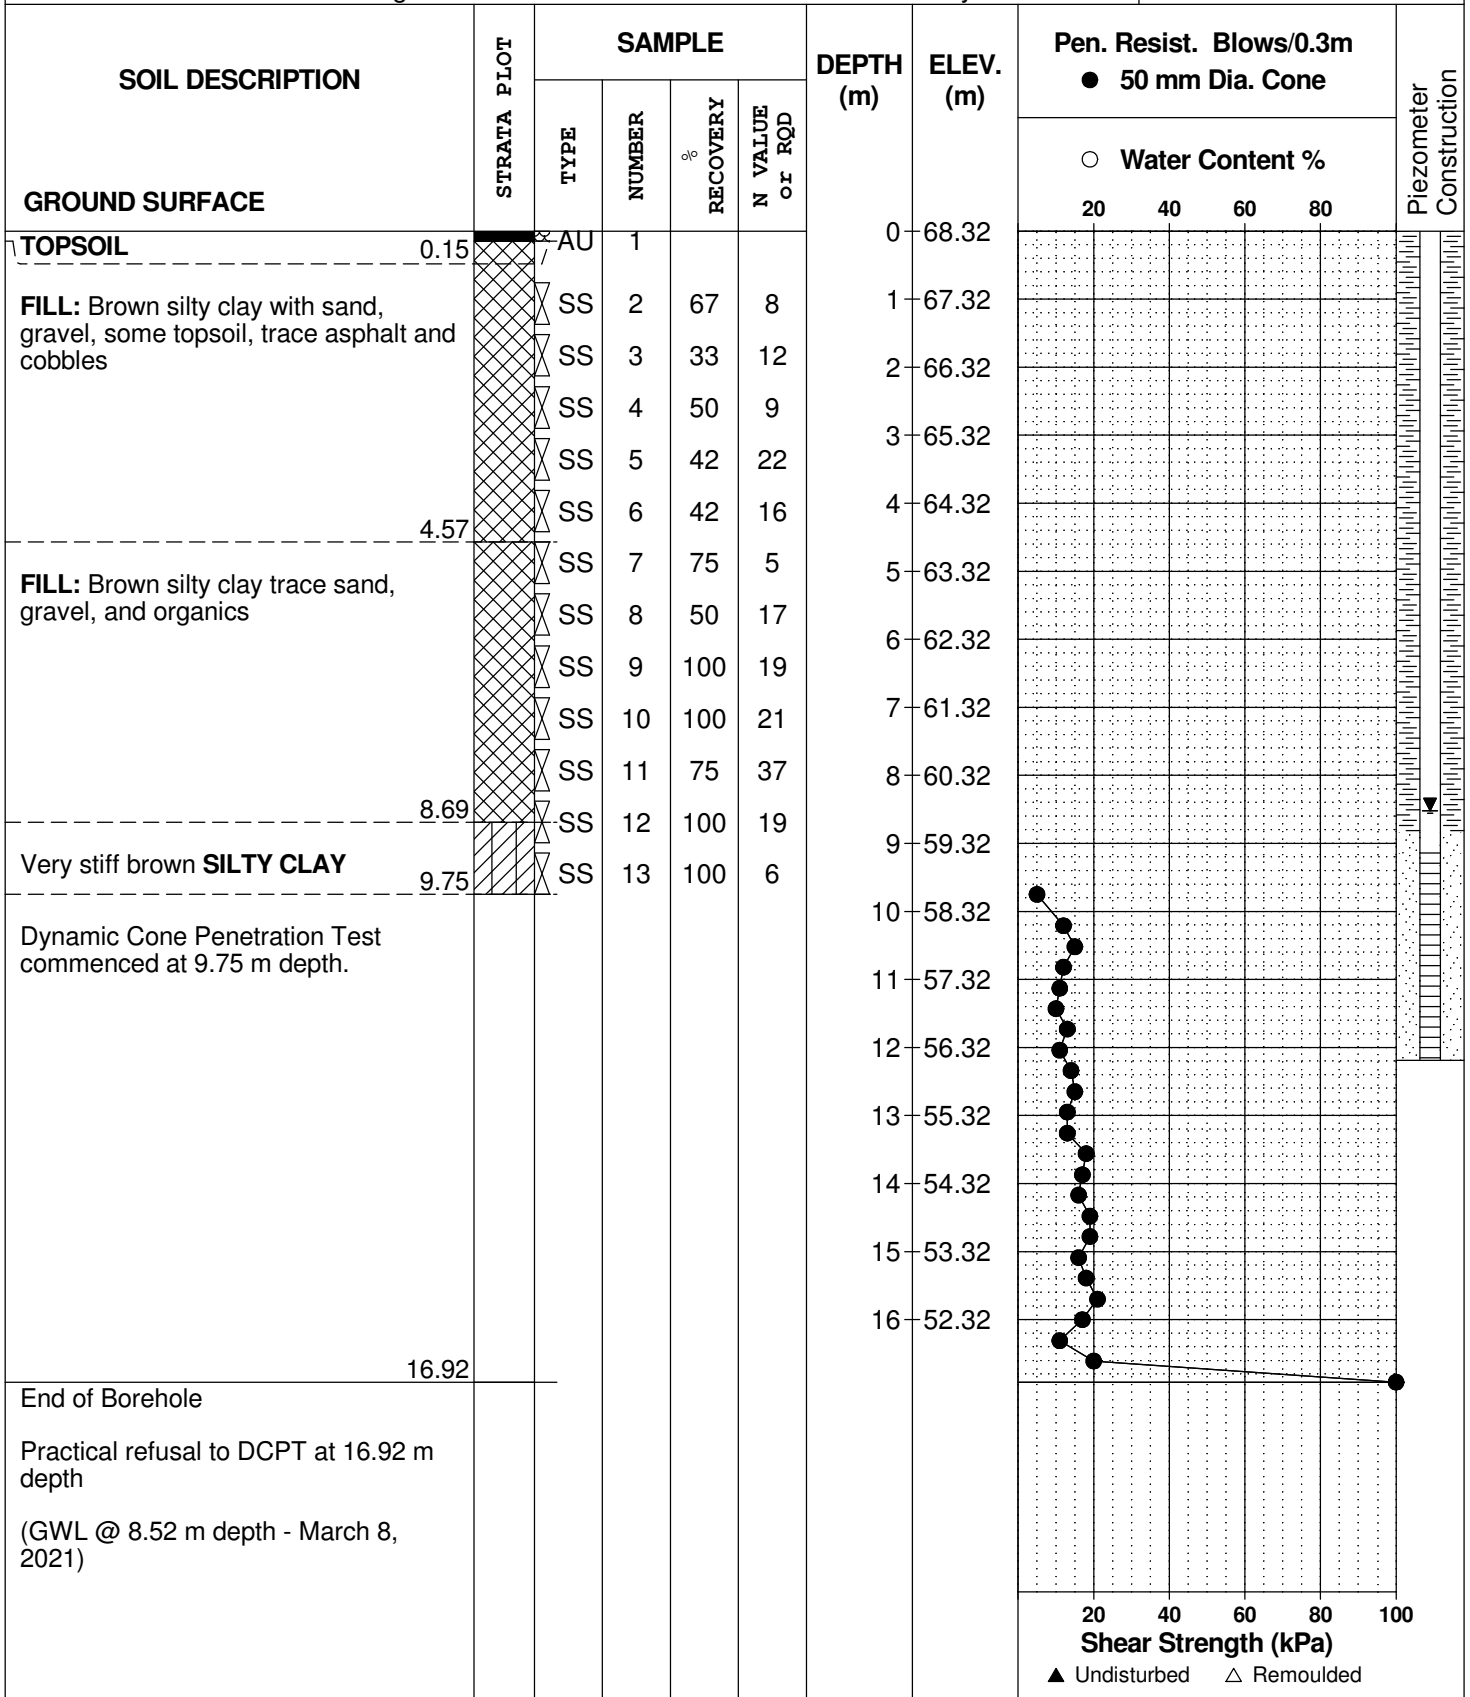 SOIL DESCRIPTION
GROUND SURFACE
STRATA PLOT
SAMPLE
TYPE
NUMBER
% RECOVERY
N VALUE or RQD
DEPTH (m)
ELEV. (m)
Pen. Resist. Blows/0.3m
● 50 mm Dia. Cone
○ Water Content %
20 40 60 80
Piezometer Construction
TOPSOIL 0.15
AU 1
0 68.32
FILL: Brown silty clay with sand,
gravel, some topsoil, trace asphalt and
cobbles
SS 2 67 8
1 67.32
SS 3 33 12
2 66.32
SS 4 50 9
3 65.32
SS 5 42 22
SS 6 42 16
4 64.32
4.57
FILL: Brown silty clay trace sand,
gravel, and organics
SS 7 75 5
5 63.32
SS 8 50 17
6 62.32
SS 9 100 19
SS 10 100 21
7 61.32
SS 11 75 37
8 60.32
8.69
SS 12 100 19
9 59.32
Very stiff brown SILTY CLAY
9.75
SS 13 100 6
10 58.32
Dynamic Cone Penetration Test
commenced at 9.75 m depth.
11 57.32
12 56.32
13 55.32
14 54.32
15 53.32
16 52.32
16.92
End of Borehole
Practical refusal to DCPT at 16.92 m
depth
(GWL @ 8.52 m depth - March 8,
2021)
20 40 60 80 100
Shear Strength (kPa)
▲ Undisturbed △ Remoulded